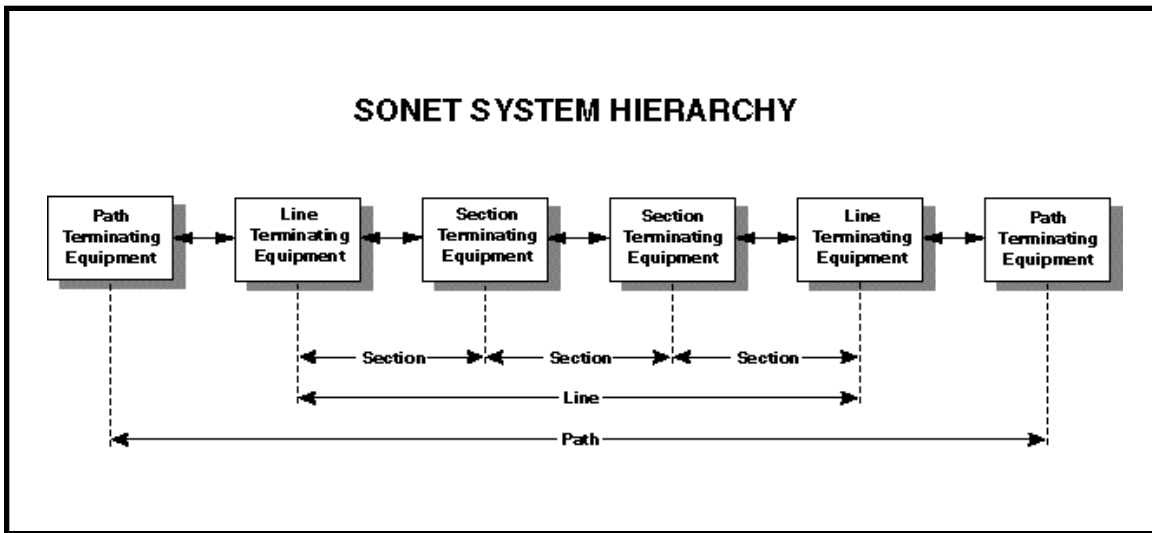 SONET SYSTEM HIERARCHY
Path
Terminating
Equipment
Line
Terminating
Equipment
Section
Terminating
Equipment
Section
Terminating
Equipment
Line
Terminating
Equipment
Path
Terminating
Equipment
Section
Section
Section
Line
Path